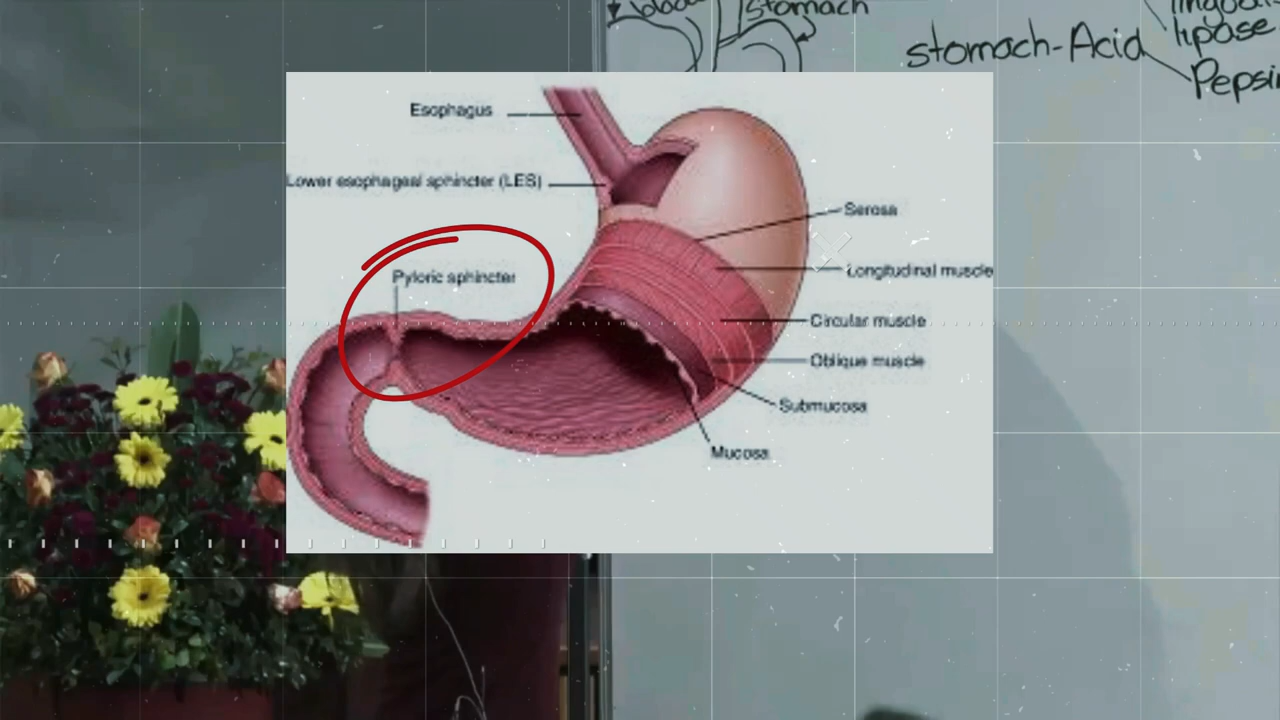 stomach
lipase
stomach-Acid
Esophagus
Lower esophageal sphincter (LES)
Serosa
Longitudinal muscle
Pyloric sphincter
Circular muscle
Oblique muscle
Submucosa
Mucosa